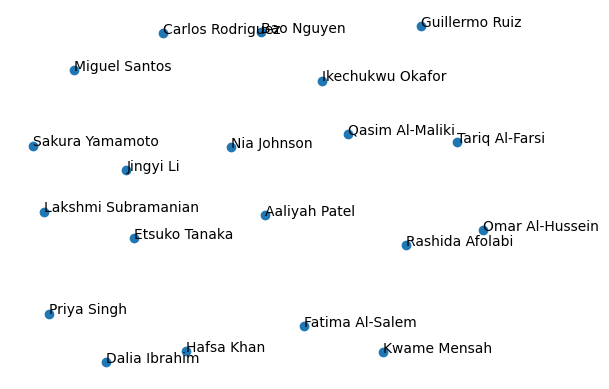 Guillermo Ruiz
Carlos Rodriguez
Bao Nguyen
Miguel Santos
Ikechukwu Okafor
Qasim Al-Maliki
Tariq Al-Farsi
Sakura Yamamoto
Nia Johnson
Jingyi Li
Lakshmi Subramanian
Aaliyah Patel
Omar Al-Hussein
Etsuko Tanaka
Rashida Afolabi
Priya Singh
Fatima Al-Salem
Hafsa Khan
Kwame Mensah
Dalia Ibrahim